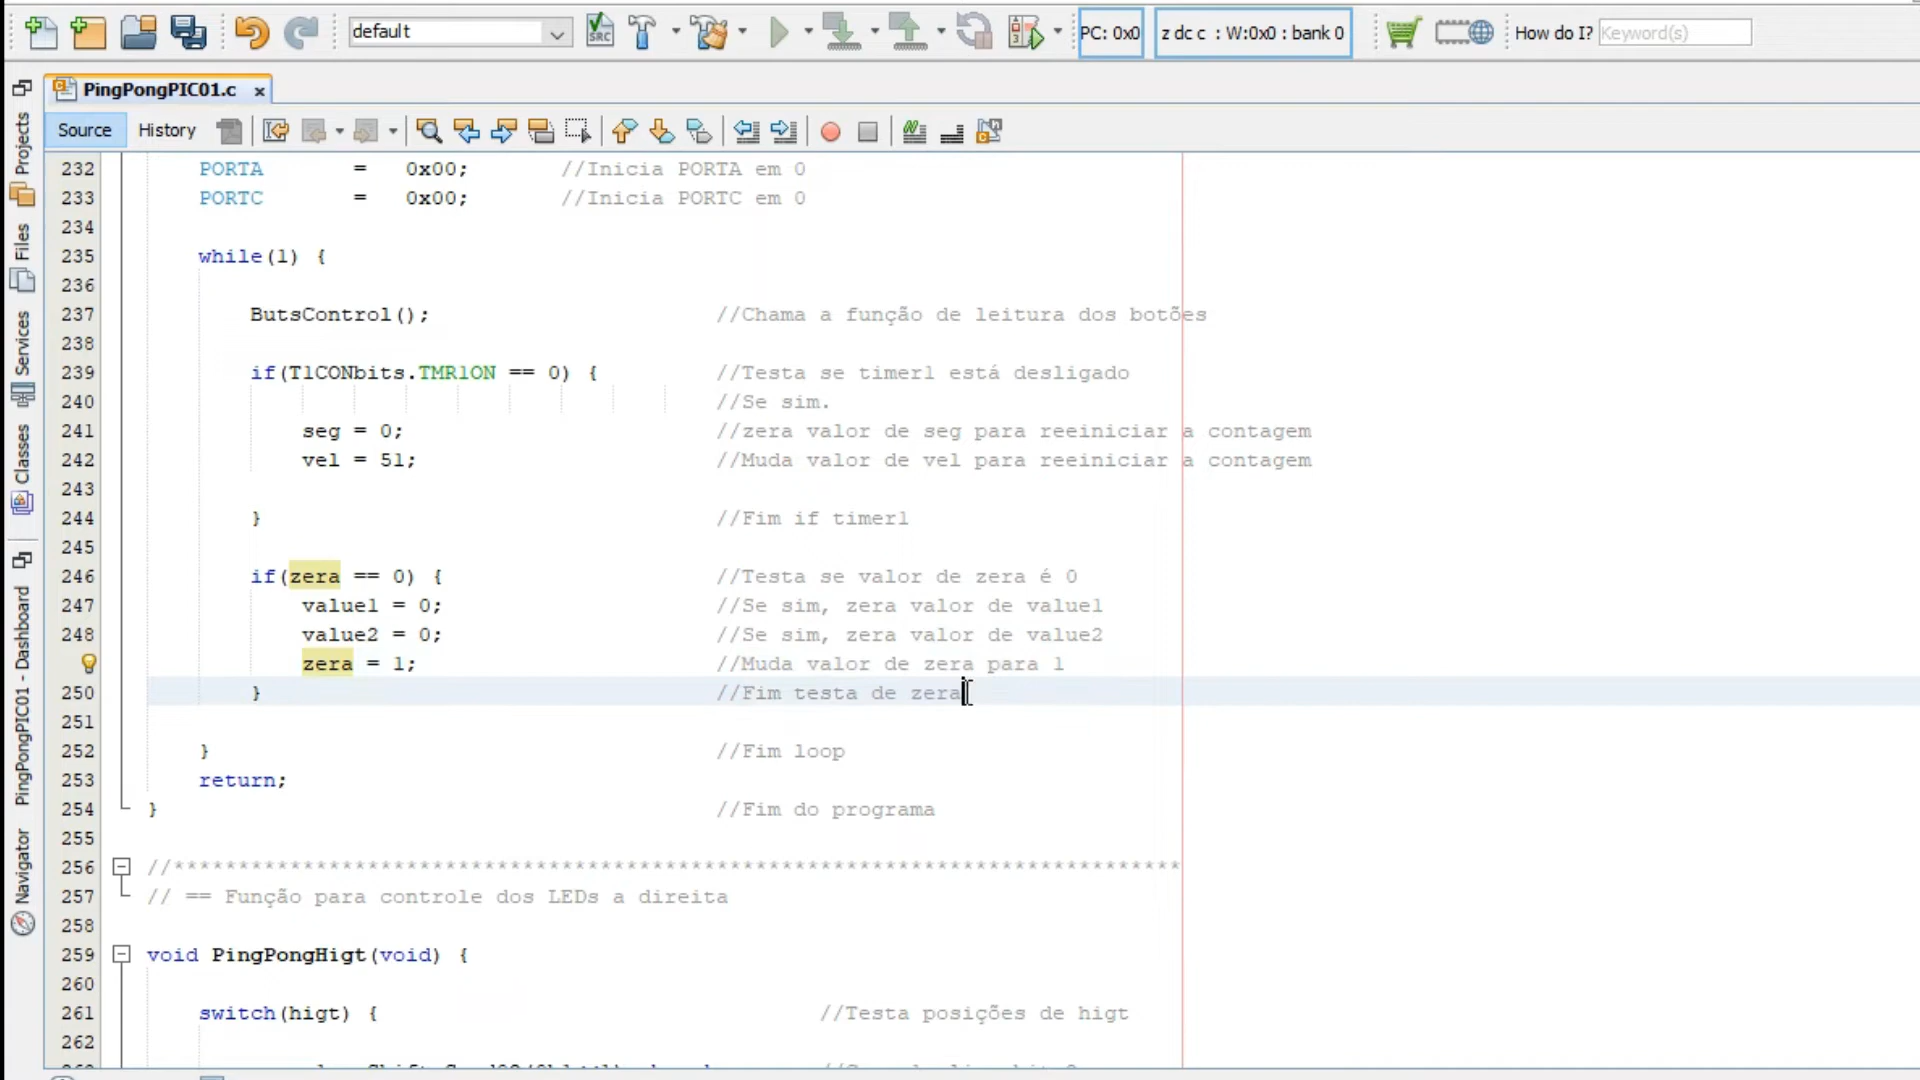 default PC: 0x0 z dc c : W:0x0 : bank 0 How do I? Keyword(s)
PingPongPIC01.c x
Source History
Projects
Files
Services
Classes
PingPongPIC01 - Dashboard
Navigator
232 PORTA = 0x00; //Inicia PORTA em 0
233 PORTC = 0x00; //Inicia PORTC em 0
234
235 while(1) {
236
237 ButsControl(); //Chama a função de leitura dos botões
238
239 if(T1CONbits.TMR1ON == 0) { //Testa se timer1 está desligado
240 //Se sim.
241 seg = 0; //zera valor de seg para reeiniciar a contagem
242 vel = 51; //Muda valor de vel para reeiniciar a contagem
243
244 } //Fim if timer1
245
246 if(zera == 0) { //Testa se valor de zera é 0
247 value1 = 0; //Se sim, zera valor de value1
248 value2 = 0; //Se sim, zera valor de value2
zera = 1; //Muda valor de zera para 1
250 } //Fim testa de zera
251
252 } //Fim loop
253 return;
254 } //Fim do programa
255
256 //******************************************************************************
257 // == Função para controle dos LEDs a direita
258
259 void PingPongHigt(void) {
260
261 switch(higt) { //Testa posições de higt
262